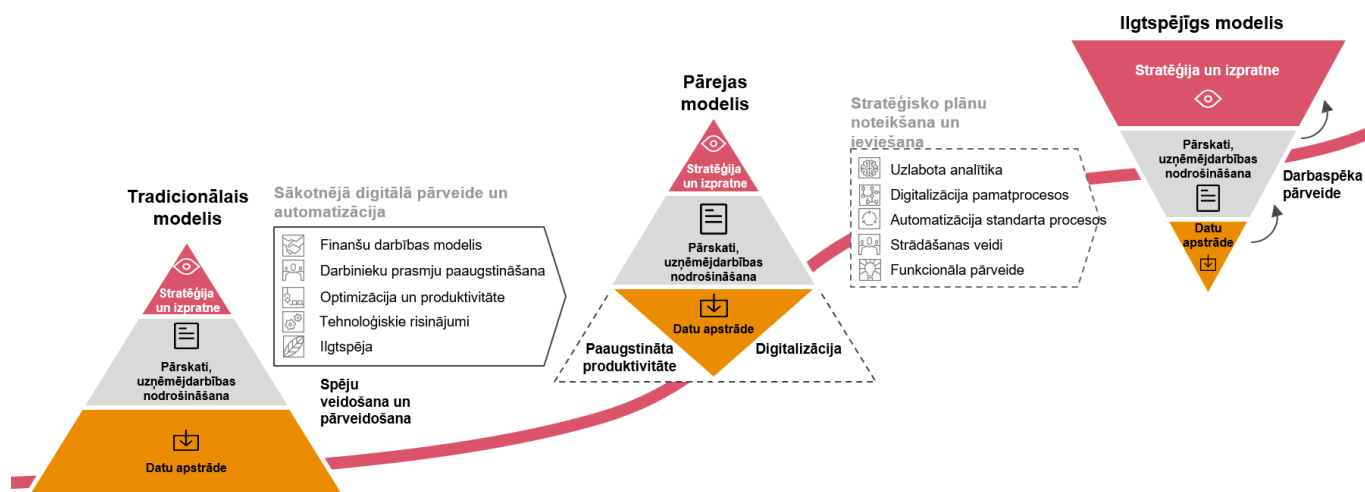 Tradicionālais
modelis
Stratēģija
un izpratne
Pārskati,
uzņēmējdarbības
nodrošināšana
Datu apstrāde
Sākotnējā digitālā pārveide un
automatizācija
Finanšu darbības modelis
Darbinieku prasmju paaugstināšana
Optimizācija un produktivitāte
Tehnoloģiskie risinājumi
Ilgtspēja
Spēju
veidošana un
pārveidošana
Pārejas
modelis
Stratēģija
un izpratne
Pārskati,
uzņēmējdarbības
nodrošināšana
Datu apstrāde
Paaugstināta
produktivitāte
Digitalizācija
Stratēģisko plānu
noteikšana un
ieviešana
Uzlabota analītika
Digitalizācija pamatprocesos
Automatizācija standarta procesos
Strādāšanas veidi
Funkcionāla pārveide
Ilgtspējīgs modelis
Stratēģija un izpratne
Pārskati,
uzņēmējdarbības
nodrošināšana
Datu
apstrāde
Darbaspēka
pārveide